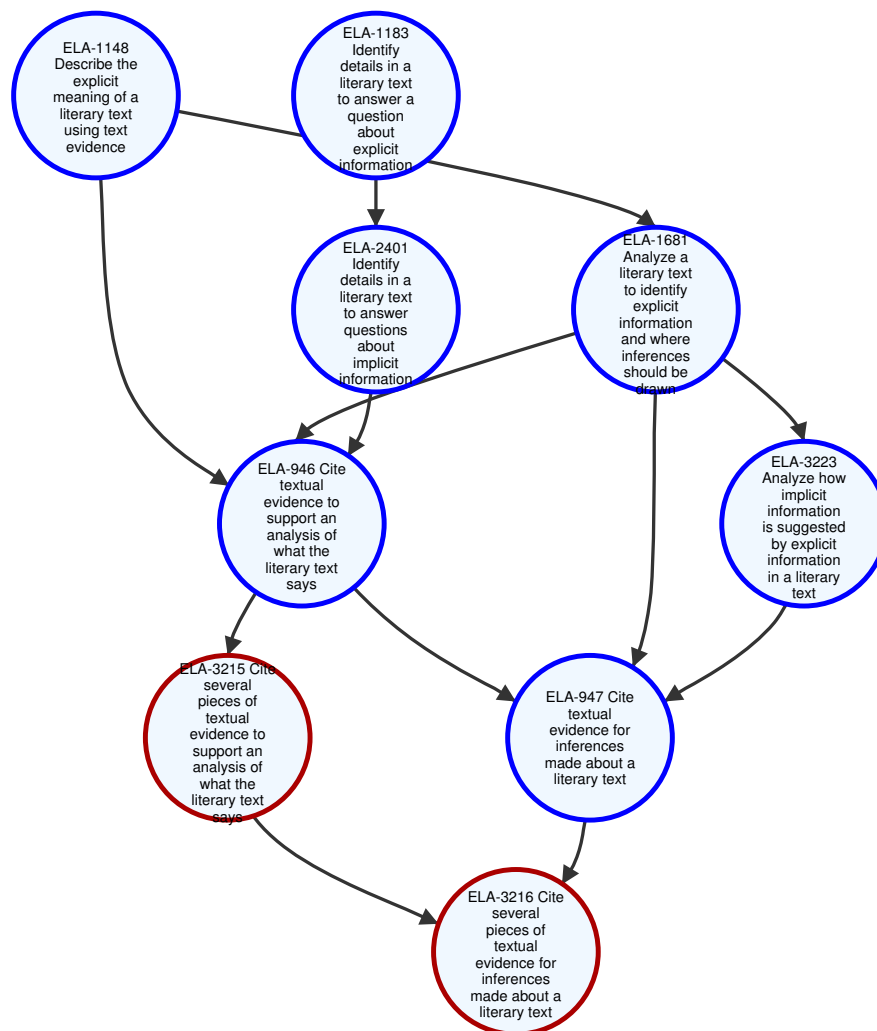 ELA-1148
Describe the
explicit
meaning of a
literary text
using text
evidence
ELA-1183
Identify
details in a
literary text
to answer a
question
about
explicit
information
ELA-2401
Identify
details in a
literary text
to answer
questions
about
implicit
information
ELA-1681
Analyze a
literary text
to identify
explicit
information
and where
inferences
should be
drawn
ELA-946 Cite
textual
evidence to
support an
analysis of
what the
literary text
says
ELA-3223
Analyze how
implicit
information
is suggested
by explicit
information
in a literary
text
ELA-3215 Cite
several
pieces of
textual
evidence to
support an
analysis of
what the
literary text
says
ELA-947 Cite
textual
evidence for
inferences
made about a
literary text
ELA-3216 Cite
several
pieces of
textual
evidence for
inferences
made about a
literary text